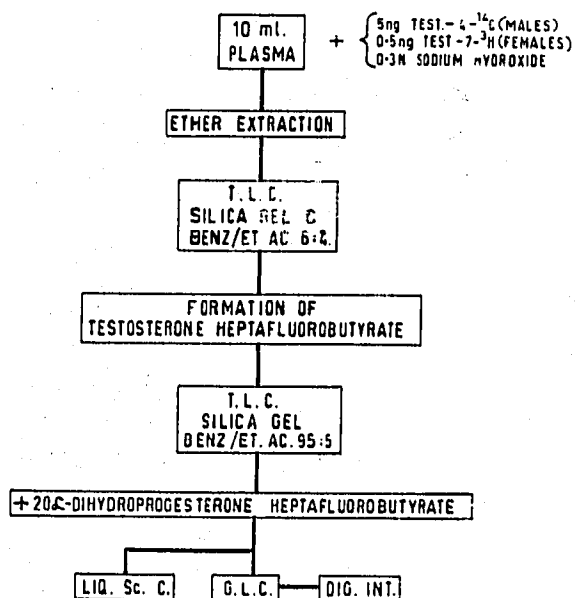 10 ml.
PLASMA
+
5ng TEST.-4-¹⁴C (MALES)
0·5ng TEST-7-³H (FEMALES)
0·3N SODIUM HYDROXIDE
ETHER EXTRACTION
T.L.C.
SILICA GEL G
BENZ/ET AC 6:4.
FORMATION OF
TESTOSTERONE HEPTAFLUOROBUTYRATE
T.L.C.
SILICA GEL
BENZ/ET. AC. 95:5
+ 20α-DIHYDROPROGESTERONE HEPTAFLUOROBUTYRATE
LIQ. Sc. C.
G.L.C.
DIG. INT.